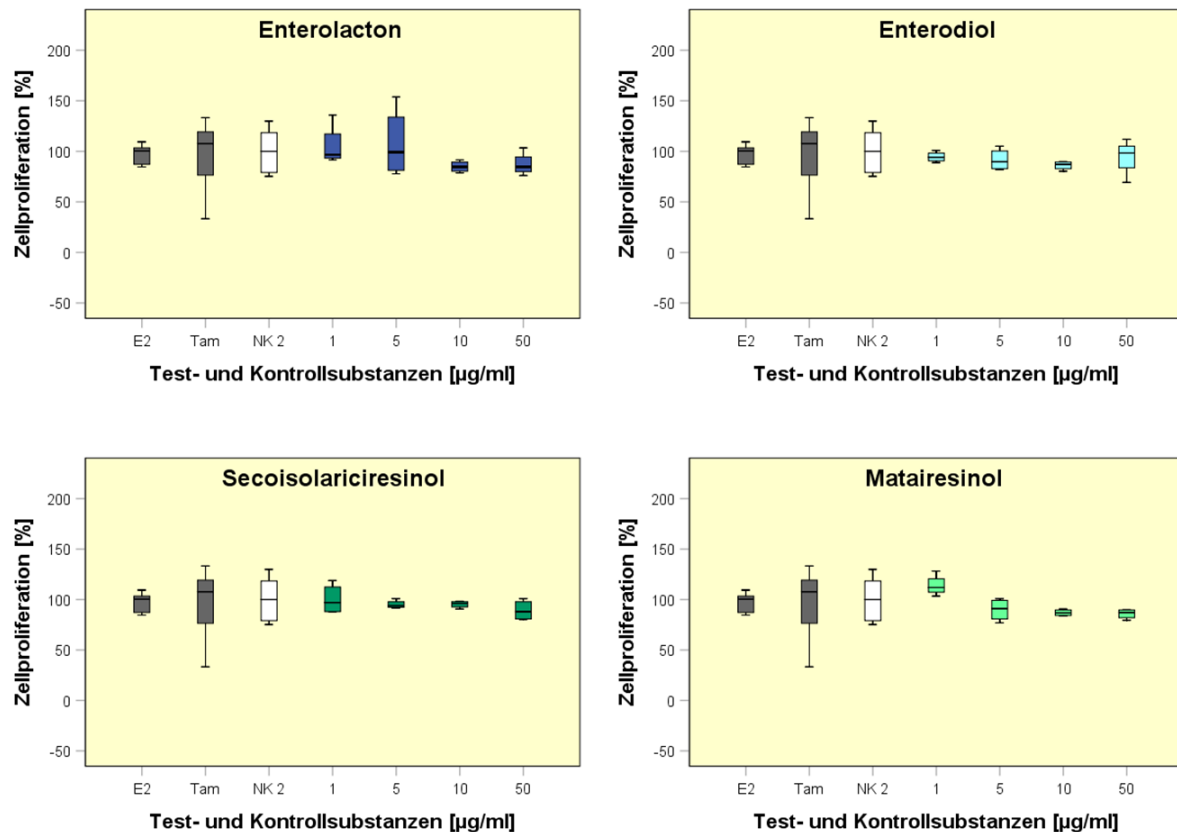 Enterolacton
Zellproliferation [%]
200
150
100
50
0
-50
E2 Tam NK 2 1 5 10 50
Test- und Kontrollsubstanzen [µg/ml]
Enterodiol
Zellproliferation [%]
200
150
100
50
0
-50
E2 Tam NK 2 1 5 10 50
Test- und Kontrollsubstanzen [µg/ml]
Secoisolariciresinol
Zellproliferation [%]
200
150
100
50
0
-50
E2 Tam NK 2 1 5 10 50
Test- und Kontrollsubstanzen [µg/ml]
Matairesinol
Zellproliferation [%]
200
150
100
50
0
-50
E2 Tam NK 2 1 5 10 50
Test- und Kontrollsubstanzen [µg/ml]